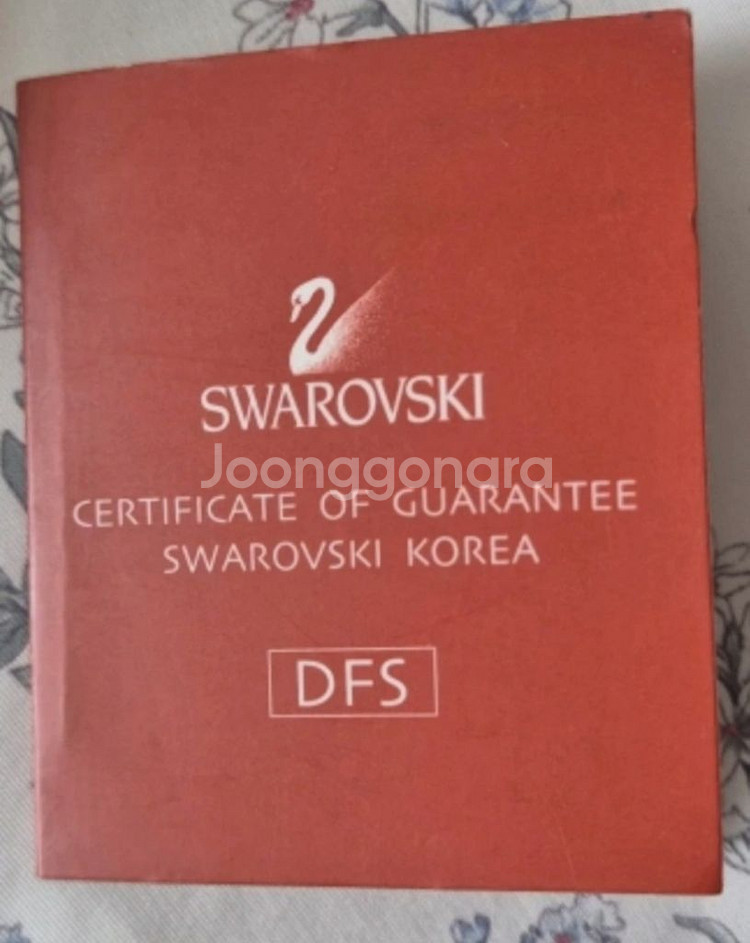 SWAROVSKI
Joonggonara
CERTIFICATE OF GUARANTEE
SWAROVSKI KOREA
DFS